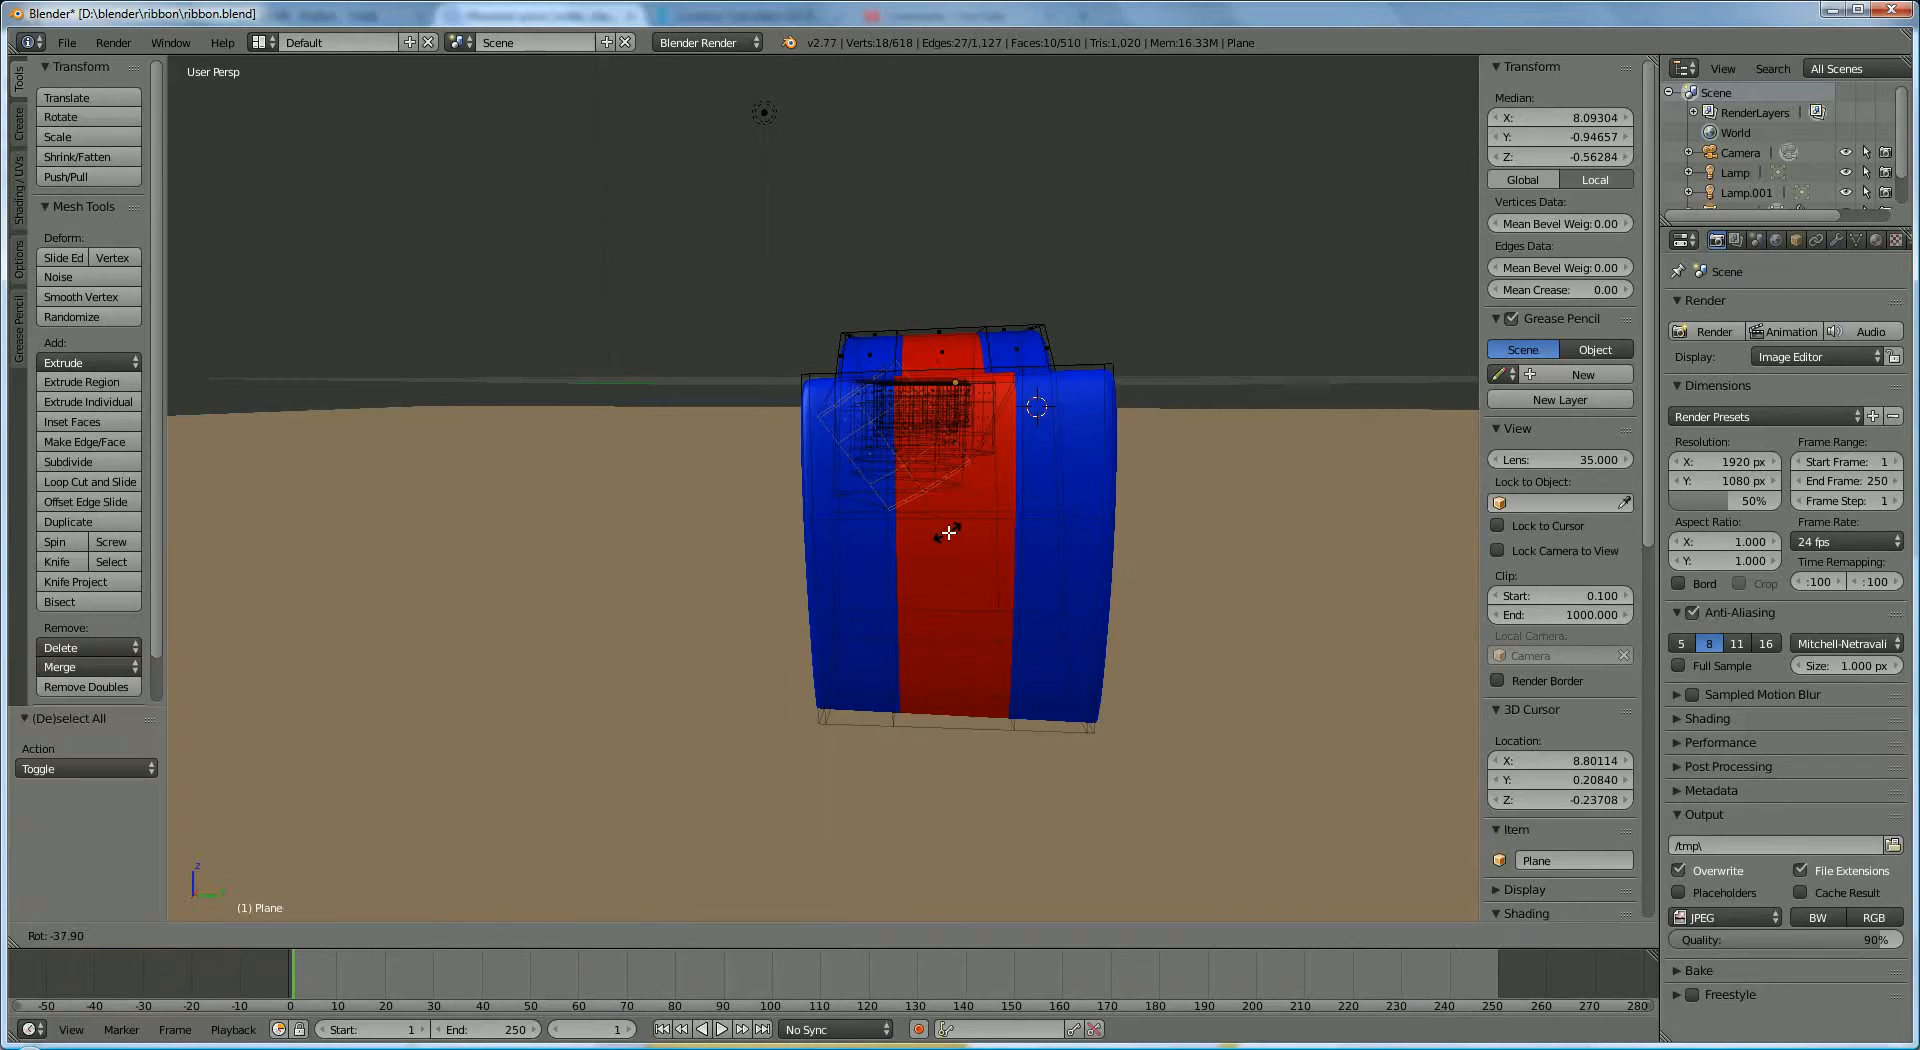 Blender* [D:\blender\ribbon\ribbon.blend]
File Render Window Help Default Scene Blender Render v2.77 | Verts:18/618 | Edges:27/1,127 | Faces:10/510 | Tris:1,020 | Mem:16.33M | Plane
Tools
Create
Shading / UVs
Options
Grease Pencil
Transform
Translate
Rotate
Scale
Shrink/Fatten
Push/Pull
Mesh Tools
Deform:
Slide Ed Vertex
Noise
Smooth Vertex
Randomize
Add:
Extrude
Extrude Region
Extrude Individual
Inset Faces
Make Edge/Face
Subdivide
Loop Cut and Slide
Offset Edge Slide
Duplicate
Spin Screw
Knife Select
Knife Project
Bisect
Remove:
Delete
Merge
Remove Doubles
(De)select All
Action
Toggle
User Persp
z
(1) Plane
Rot: -37.90
Transform
Median:
X: 8.09304
Y: -0.94657
Z: -0.56284
Global Local
Vertices Data:
Mean Bevel Weig: 0.00
Edges Data:
Mean Bevel Weig: 0.00
Mean Crease: 0.00
Grease Pencil
Scene Object
New
New Layer
View
Lens: 35.000
Lock to Object:
Lock to Cursor
Lock Camera to View
Clip:
Start: 0.100
End: 1000.000
Local Camera:
Camera
Render Border
3D Cursor
Location:
X: 8.80114
Y: 0.20840
Z: -0.23708
Item
Plane
Display
Shading
View Search All Scenes
Scene
RenderLayers
World
Camera
Lamp
Lamp.001
Scene
Render
Render Animation Audio
Display: Image Editor
Dimensions
Render Presets
Resolution: Frame Range:
X: 1920 px Start Frame: 1
Y: 1080 px End Frame: 250
50% Frame Step: 1
Aspect Ratio: Frame Rate:
X: 1.000 24 fps
Y: 1.000 Time Remapping:
Bord Crop :100 :100
Anti-Aliasing
5 8 11 16 Mitchell-Netravali
Full Sample Size: 1.000 px
Sampled Motion Blur
Shading
Performance
Post Processing
Metadata
Output
/tmp\
Overwrite File Extensions
Placeholders Cache Result
JPEG BW RGB
Quality: 90%
Bake
Freestyle
-50 -40 -30 -20 -10 0 10 20 30 40 50 60 70 80 90 100 110 120 130 140 150 160 170 180 190 200 210 220 230 240 250 260 270 280
View Marker Frame Playback Start: 1 End: 250 1 No Sync